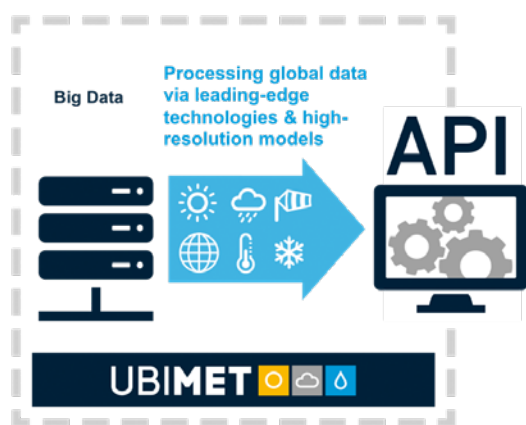 Big Data
Processing global data
via leading-edge
technologies & high-
resolution models
API
UBIMET